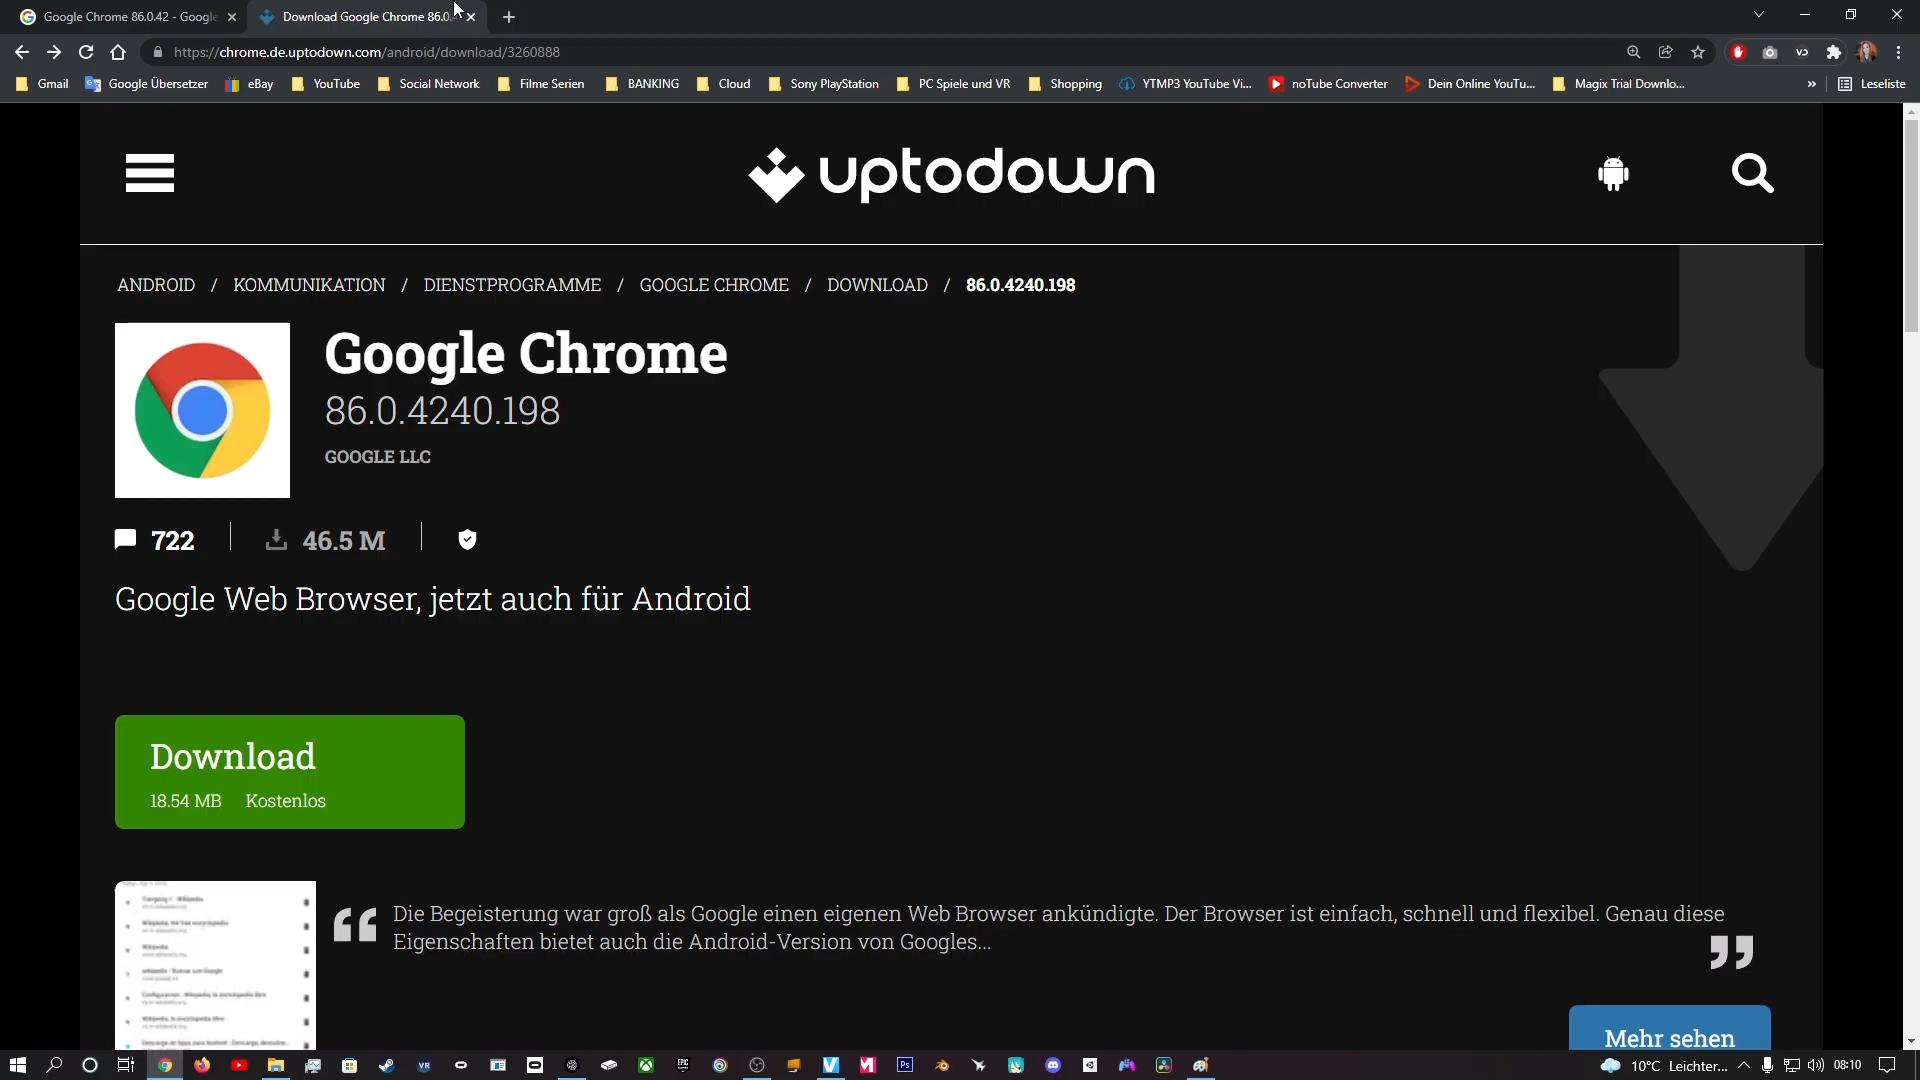 Google Chrome 86.0.42 - Google
Download Google Chrome 86.0.
https://chrome.de.uptodown.com/android/download/3260888
Gmail
Google Übersetzer
eBay
YouTube
Social Network
Filme Serien
BANKING
Cloud
Sony PlayStation
PC Spiele und VR
Shopping
YTMP3 YouTube Vi...
noTube Converter
Dein Online YouTu...
Magix Trial Downlo...
»
Leseliste
uptodown
ANDROID / KOMMUNIKATION / DIENSTPROGRAMME / GOOGLE CHROME / DOWNLOAD / 86.0.4240.198
Google Chrome
86.0.4240.198
GOOGLE LLC
722
46.5 M
Google Web Browser, jetzt auch für Android
Download
18.54 MB Kostenlos
Die Begeisterung war groß als Google einen eigenen Web Browser ankündigte. Der Browser ist einfach, schnell und flexibel. Genau diese
Eigenschaften bietet auch die Android-Version von Googles...
Mehr sehen
10°C Leichter...
08:10